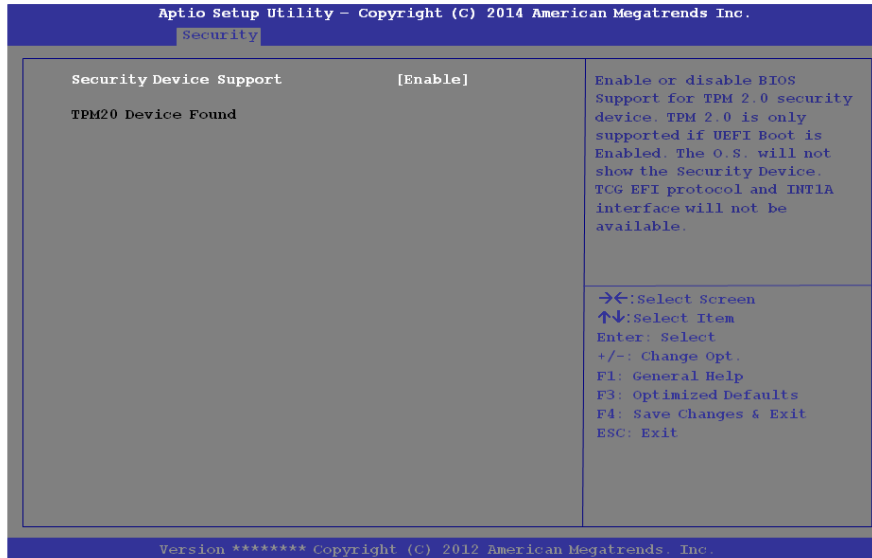 Aptio Setup Utility – Copyright (C) 2014 American Megatrends Inc.
Security
Security Device Support [Enable]
TPM20 Device Found
Enable or disable BIOS
Support for TPM 2.0 security
device. TPM 2.0 is only
supported if UEFI Boot is
Enabled. The O.S. will not
show the Security Device.
TCG EFI protocol and INT1A
interface will not be
available.
→←:Select Screen
↑↓:Select Item
Enter: Select
+/-: Change Opt.
F1: General Help
F3: Optimized Defaults
F4: Save Changes & Exit
ESC: Exit
Version ******** Copyright (C) 2012 American Megatrends. Inc.